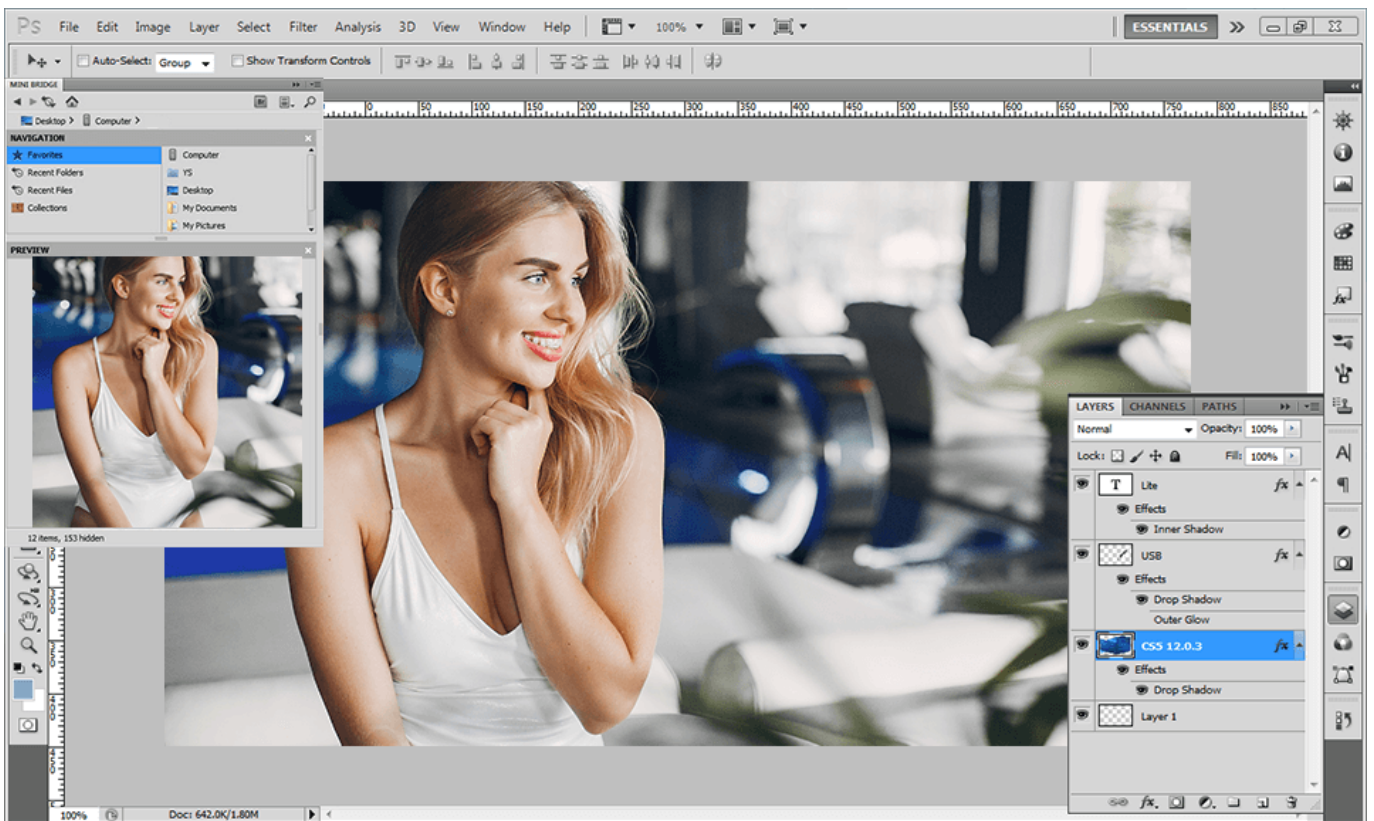 PS File Edit Image Layer Select Filter Analysis 3D View Window Help 100% ESSENTIALS
Auto-Select: Group Show Transform Controls
MINI BRIDGE
Desktop Computer
0 50 100 150 200 250 300 350 400 450 500 550 600 650 700 750 800 850
NAVIGATION
Favorites
Recent Folders
Recent Files
Collections
Computer
YS
Desktop
My Documents
My Pictures
PREVIEW
12 items, 153 hidden
LAYERS CHANNELS PATHS
Normal Opacity: 100%
Lock: Fill: 100%
T Lite fx
Effects
Inner Shadow
USB fx
Effects
Drop Shadow
Outer Glow
CS5 12.0.3 fx
Effects
Drop Shadow
Layer 1
fx.
100% Doc: 642.0K/1.80M